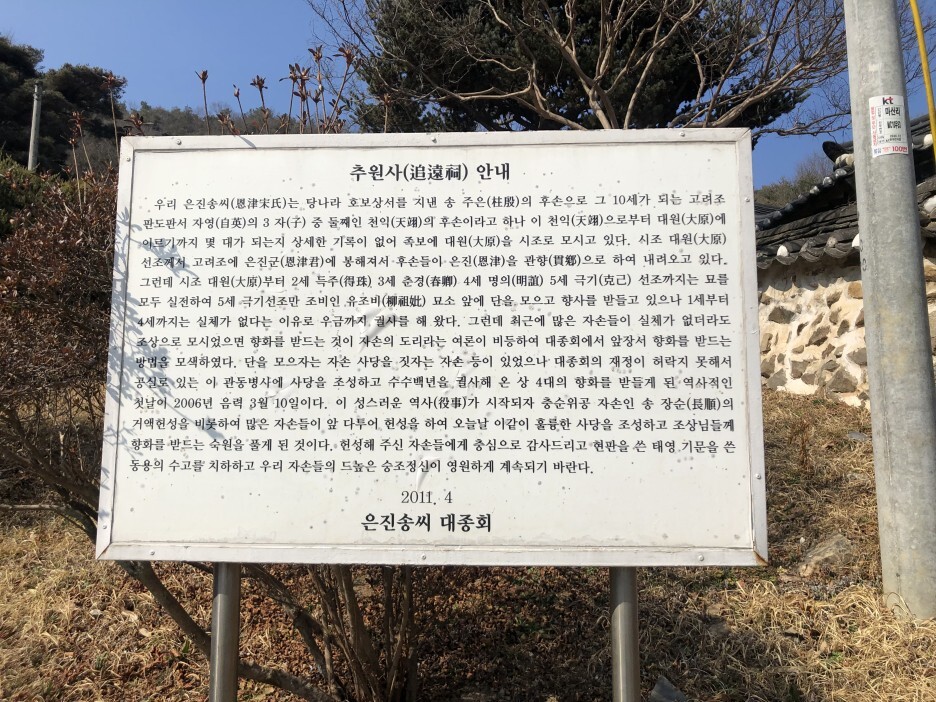 추원사(追遠祠) 안내
우리 은진송씨(恩津宋氏)는 당나라 호보상서를 지낸 송 주은(柱殷)의 후손으로 그 10세가 되는 고려조
판도판서 자영(自英)의 3 자(子) 중 둘째인 천익(天翊)의 후손이라고 하나 이 천익(天翊)으로부터 대원(大原)에
이르기까지 몇 대가 되는지 상세한 기록이 없어 족보에 대원(大原)을 시조로 모시고 있다. 시조 대원(大原)
선조께서 고려조에 은진군(恩津君)에 봉해져서 후손들이 은진(恩津)을 관향(貫鄉)으로 하여 내려오고 있다.
그런데 시조 대원(大原)부터 2세 득주(得珠) 3세 춘경(春卿) 4세 명의(明誼) 5세 극기(克己) 선조까지는 묘를
모두 실전하여 5세 극기선조만 조비인 유조비(柳祖妣) 묘소 앞에 단을 모으고 향사를 받들고 있으나 1세부터
4세까지는 실체가 없다는 이유로 우금까지 궐사를 해 왔다. 그런데 최근에 많은 자손들이 실체가 없더라도
조상으로 모시었으면 향화를 받드는 것이 자손의 도리라는 여론이 비등하여 대종회에서 앞장서 향화를 받드는
방법을 모색하였다. 단을 모으자는 자손 사당을 짓자는 자손 등이 있었으나 대종회의 재정이 허락지 못해서
공실로 있는 이 관동병사에 사당을 조성하고 수수백년을 궐사해 온 상 4대의 향화를 받들게 된 역사적인
첫날이 2006년 음력 3월 10일이다. 이 성스러운 역사(役事)가 시작되자 충순위공 자손인 송 장순(長順)의
거액헌성을 비롯하여 많은 자손들이 앞 다투어 헌성을 하여 오늘날 이같이 훌륭한 사당을 조성하고 조상님들께
향화를 받드는 숙원을 풀게 된 것이다. 헌성해 주신 자손들에게 충심으로 감사드리고 현판을 쓴 태영 기문을 쓴
동용의 수고를 치하하고 우리 자손들의 드높은 숭조정신이 영원하게 계속되기 바란다.
2011. 4
은진송씨 대종회
kt
마산리
100번